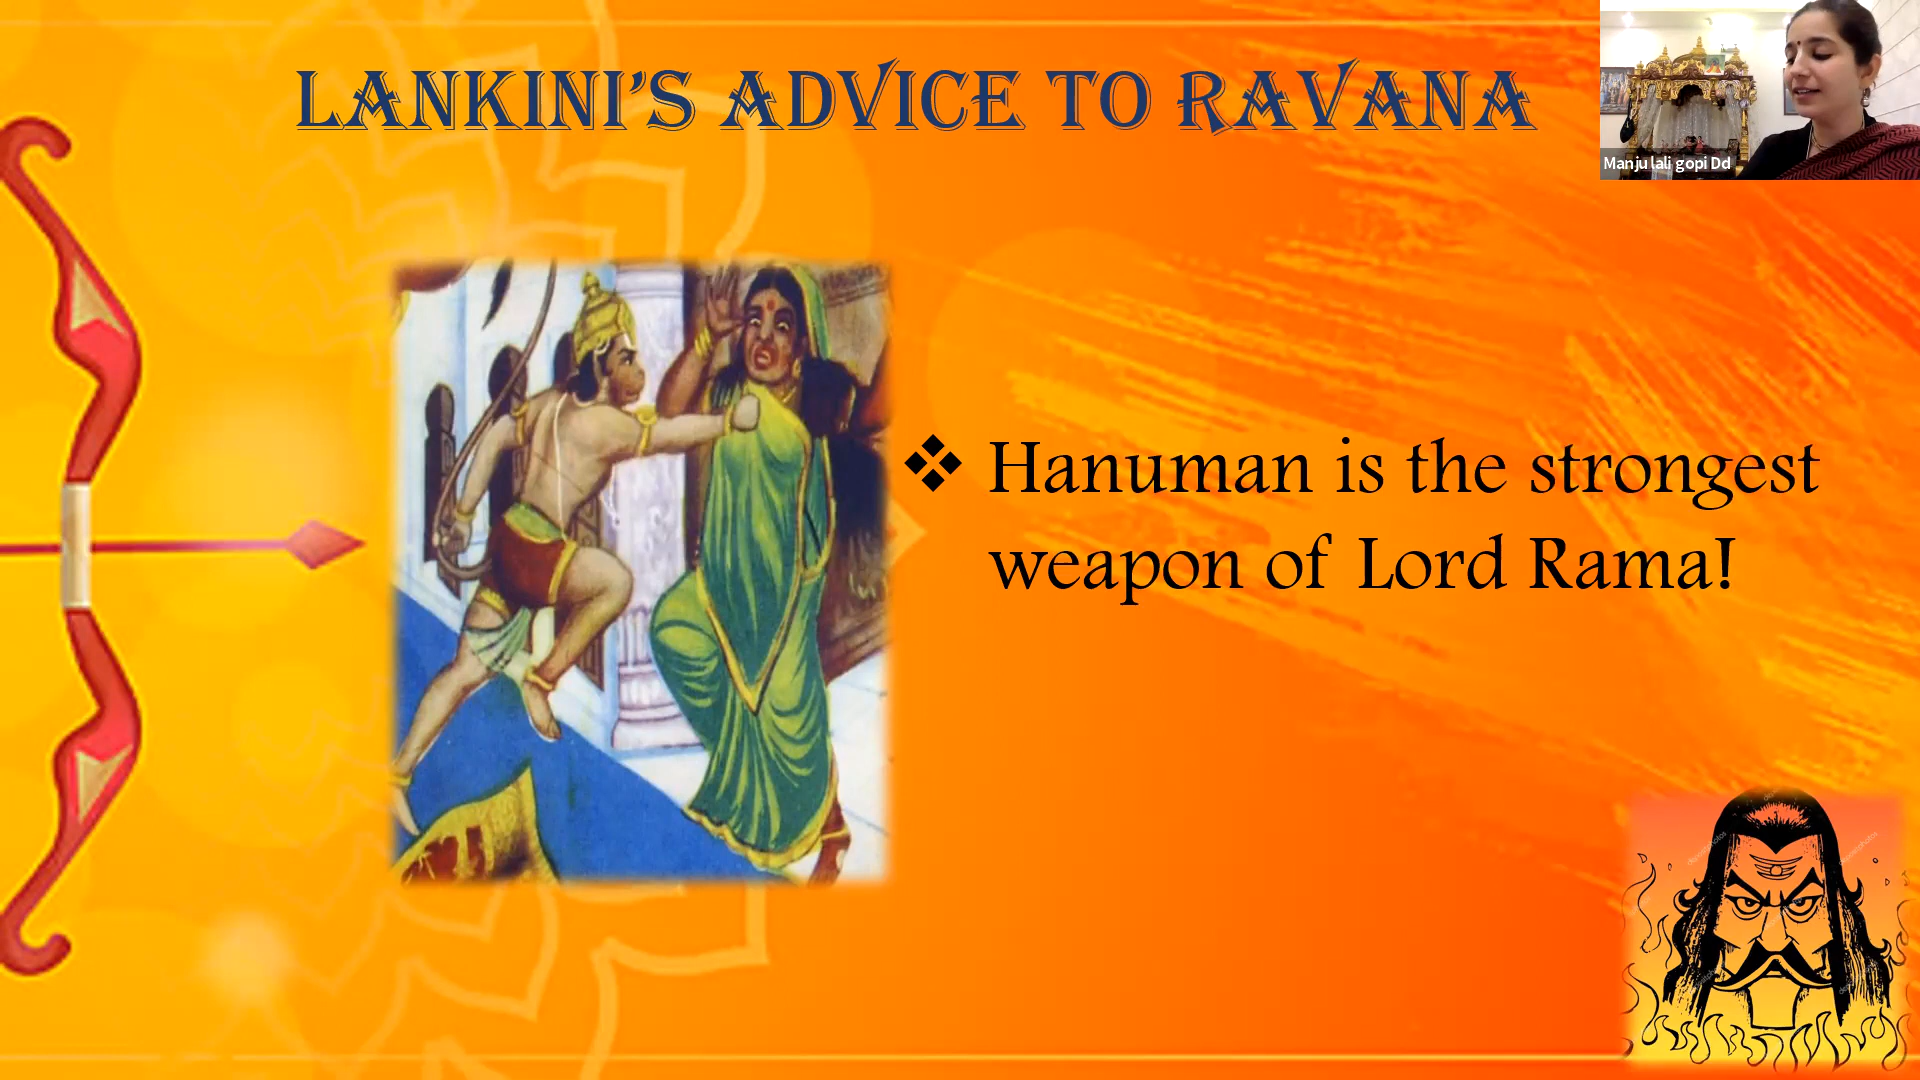 LANKINI'S ADVICE TO RAVANA
Manju lali gopi Dd
❖ Hanuman is the strongest
weapon of Lord Rama!